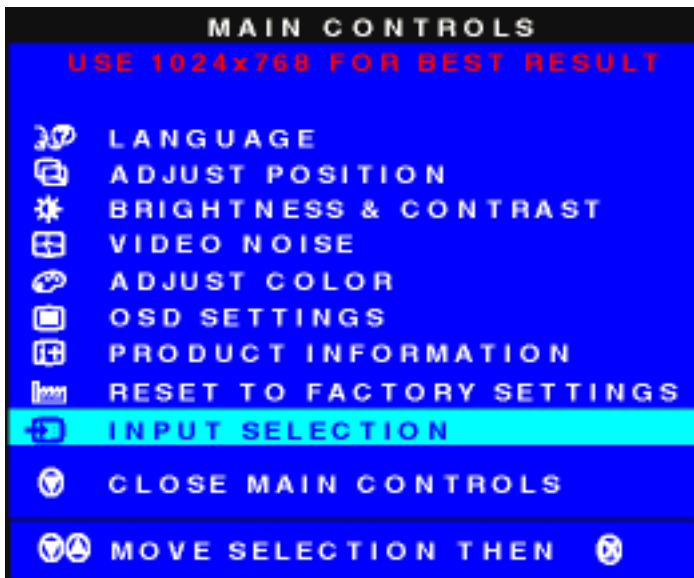 MAIN CONTROLS
USE 1024x768 FOR BEST RESULT
LANGUAGE
ADJUST POSITION
BRIGHTNESS & CONTRAST
VIDEO NOISE
ADJUST COLOR
OSD SETTINGS
PRODUCT INFORMATION
RESET TO FACTORY SETTINGS
INPUT SELECTION
CLOSE MAIN CONTROLS
MOVE SELECTION THEN